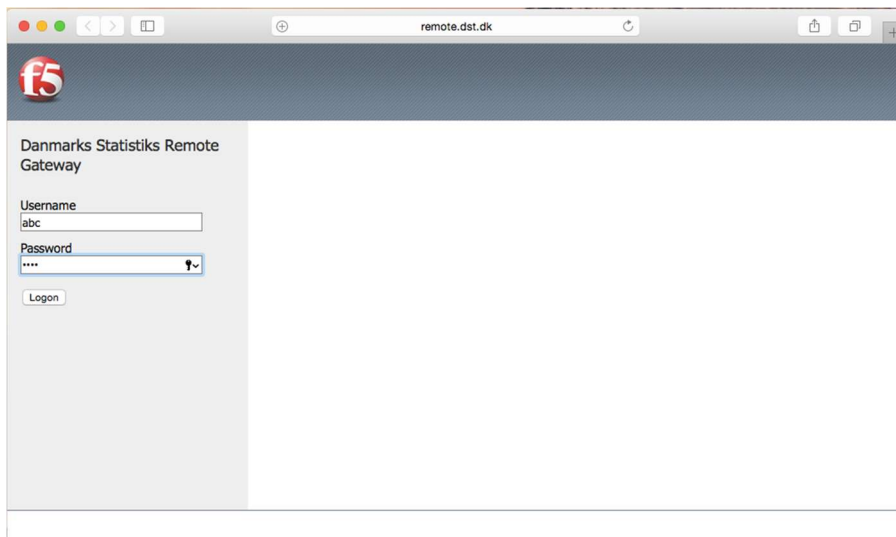 remote.dst.dk
f5
Danmarks Statistiks Remote
Gateway
Username
abc
Password
••••
Logon